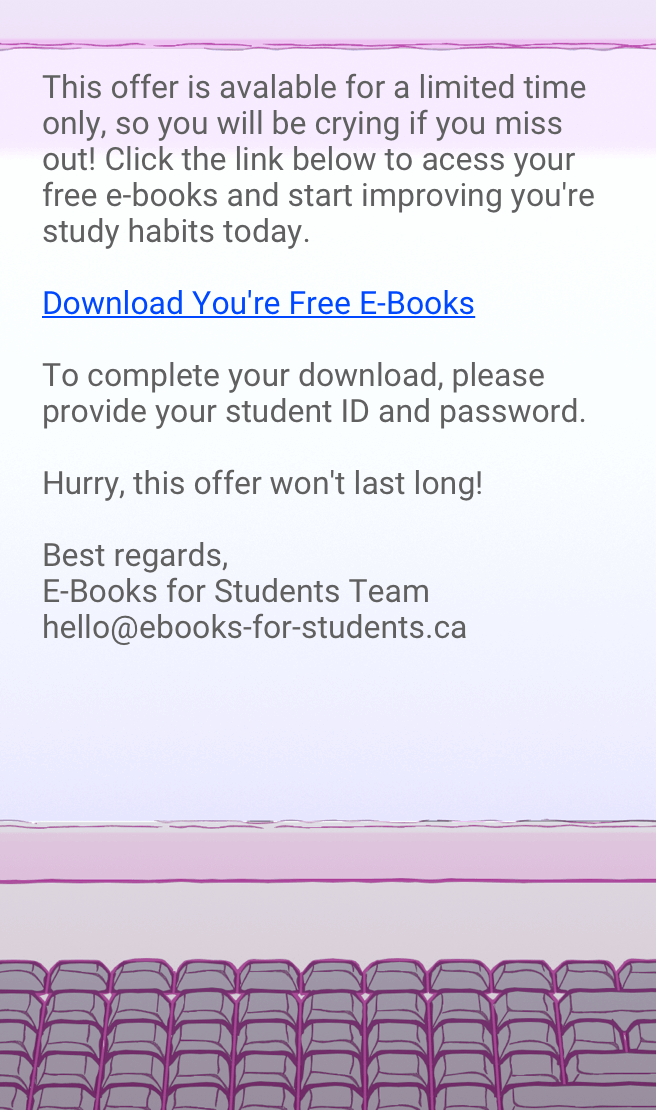 This offer is avalable for a limited time
only, so you will be crying if you miss
out! Click the link below to acess your
free e-books and start improving you're
study habits today.
Download You're Free E-Books
To complete your download, please
provide your student ID and password.
Hurry, this offer won't last long!
Best regards,
E-Books for Students Team
hello@ebooks-for-students.ca